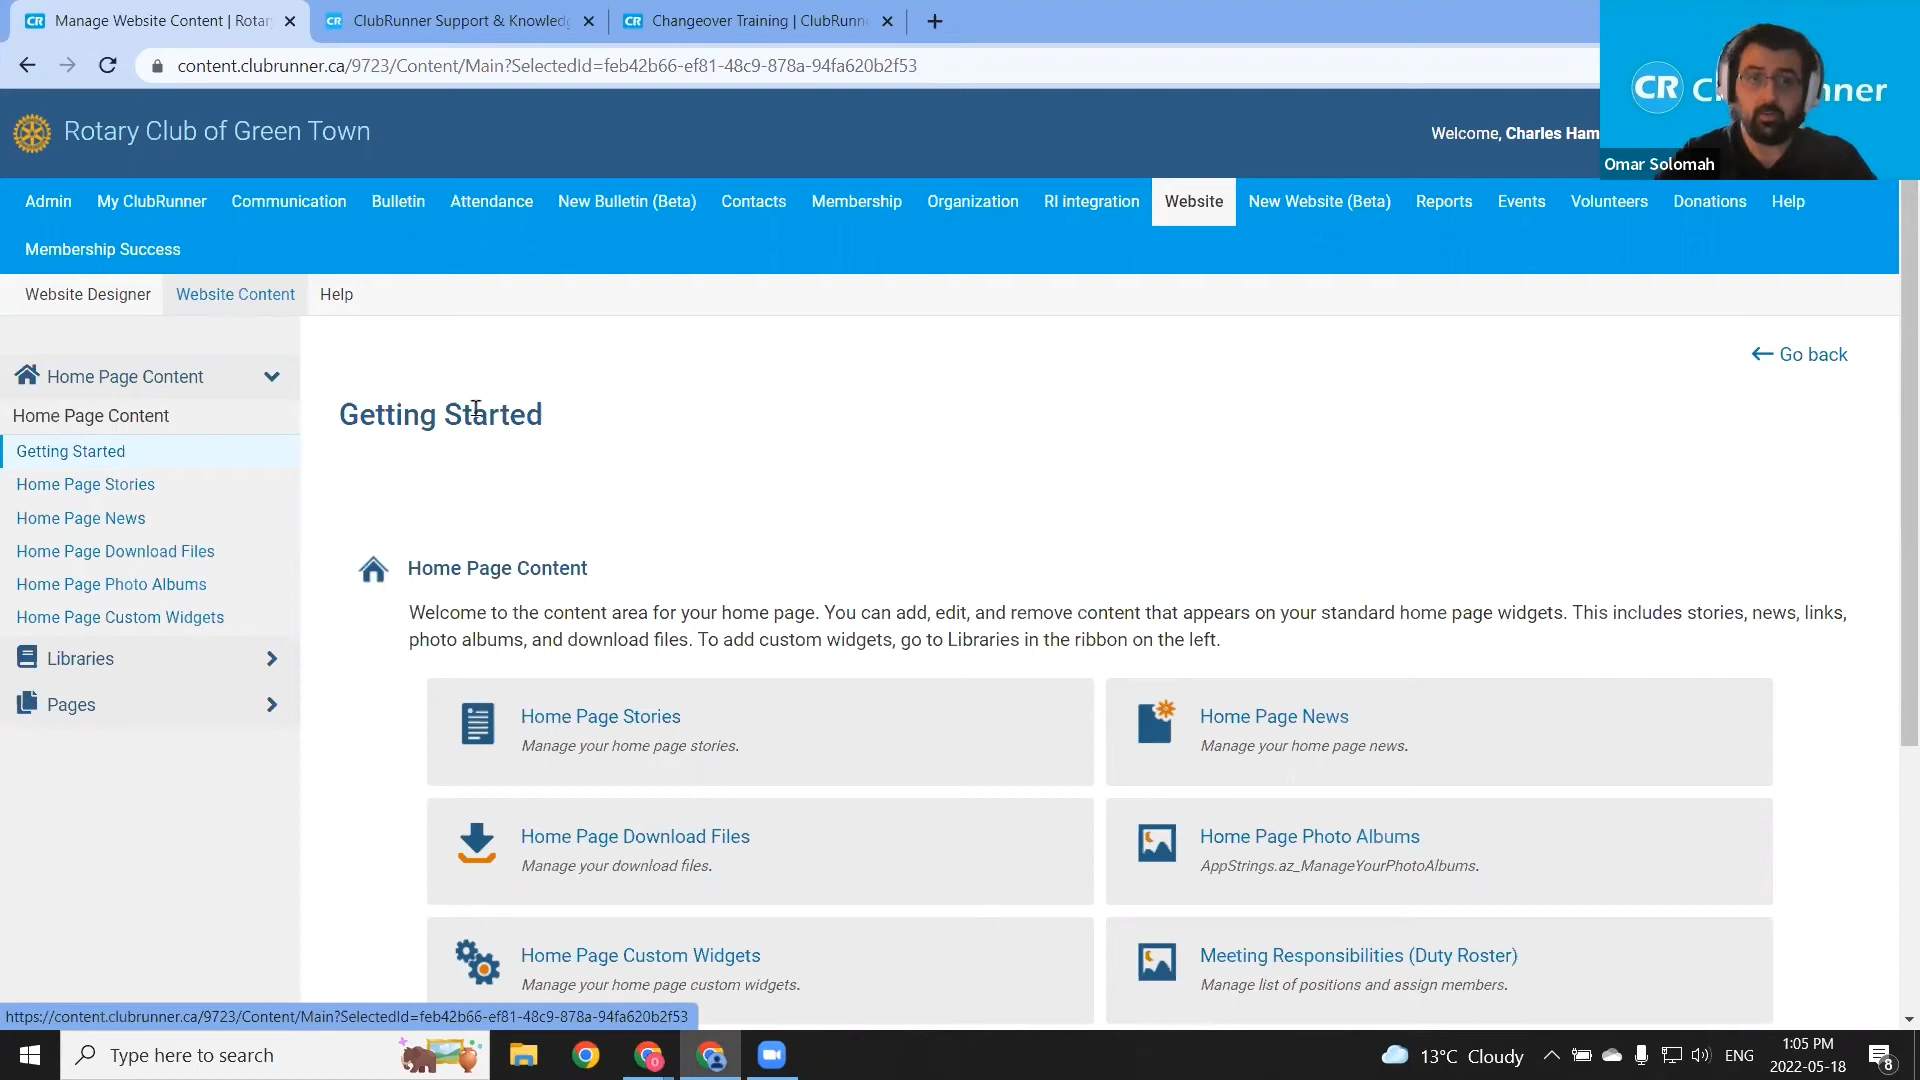 Manage Website Content | Rotar
ClubRunner Support & Knowledg
Changeover Training | ClubRunne
content.clubrunner.ca/9723/Content/Main?SelectedId=feb42b66-ef81-48c9-878a-94fa620b2f53
Rotary Club of Green Town
Welcome, Charles Ham
CR
nner
Omar Solomah
Admin My ClubRunner Communication Bulletin Attendance New Bulletin (Beta) Contacts Membership Organization RI integration Website New Website (Beta) Reports Events Volunteers Donations Help
Membership Success
Website Designer Website Content Help
Go back
Home Page Content
Home Page Content
Getting Started
Home Page Stories
Home Page News
Home Page Download Files
Home Page Photo Albums
Home Page Custom Widgets
Libraries
Pages
Getting Started
Home Page Content
Welcome to the content area for your home page. You can add, edit, and remove content that appears on your standard home page widgets. This includes stories, news, links,
photo albums, and download files. To add custom widgets, go to Libraries in the ribbon on the left.
Home Page Stories
Manage your home page stories.
Home Page News
Manage your home page news.
Home Page Download Files
Manage your download files.
Home Page Photo Albums
AppStrings.az_ManageYourPhotoAlbums.
Home Page Custom Widgets
Manage your home page custom widgets.
Meeting Responsibilities (Duty Roster)
Manage list of positions and assign members.
https://content.clubrunner.ca/9723/Content/Main?SelectedId=feb42b66-ef81-48c9-878a-94fa620b2f53
Type here to search
13°C Cloudy
ENG
1:05 PM
2022-05-18
8